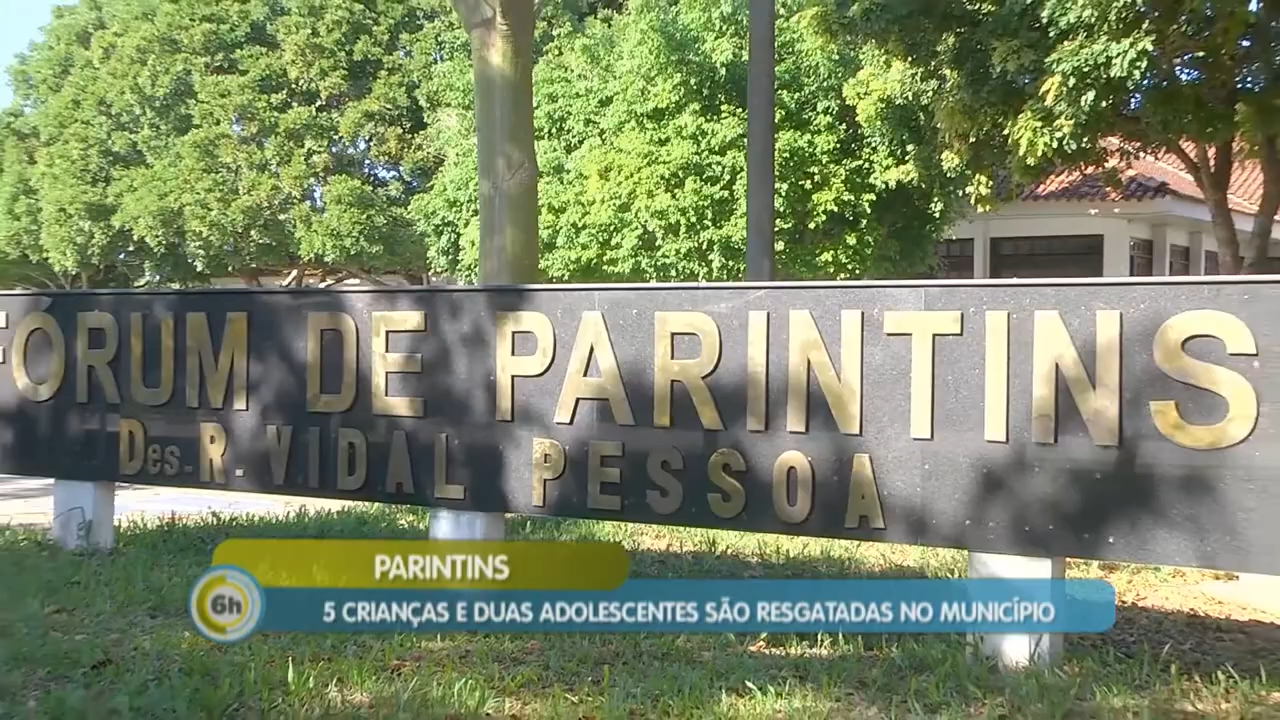 FÓRUM DE PARINTINS
Des. R. VIDAL PESSOA
PARINTINS
6h
5 CRIANÇAS E DUAS ADOLESCENTES SÃO RESGATADAS NO MUNICÍPIO